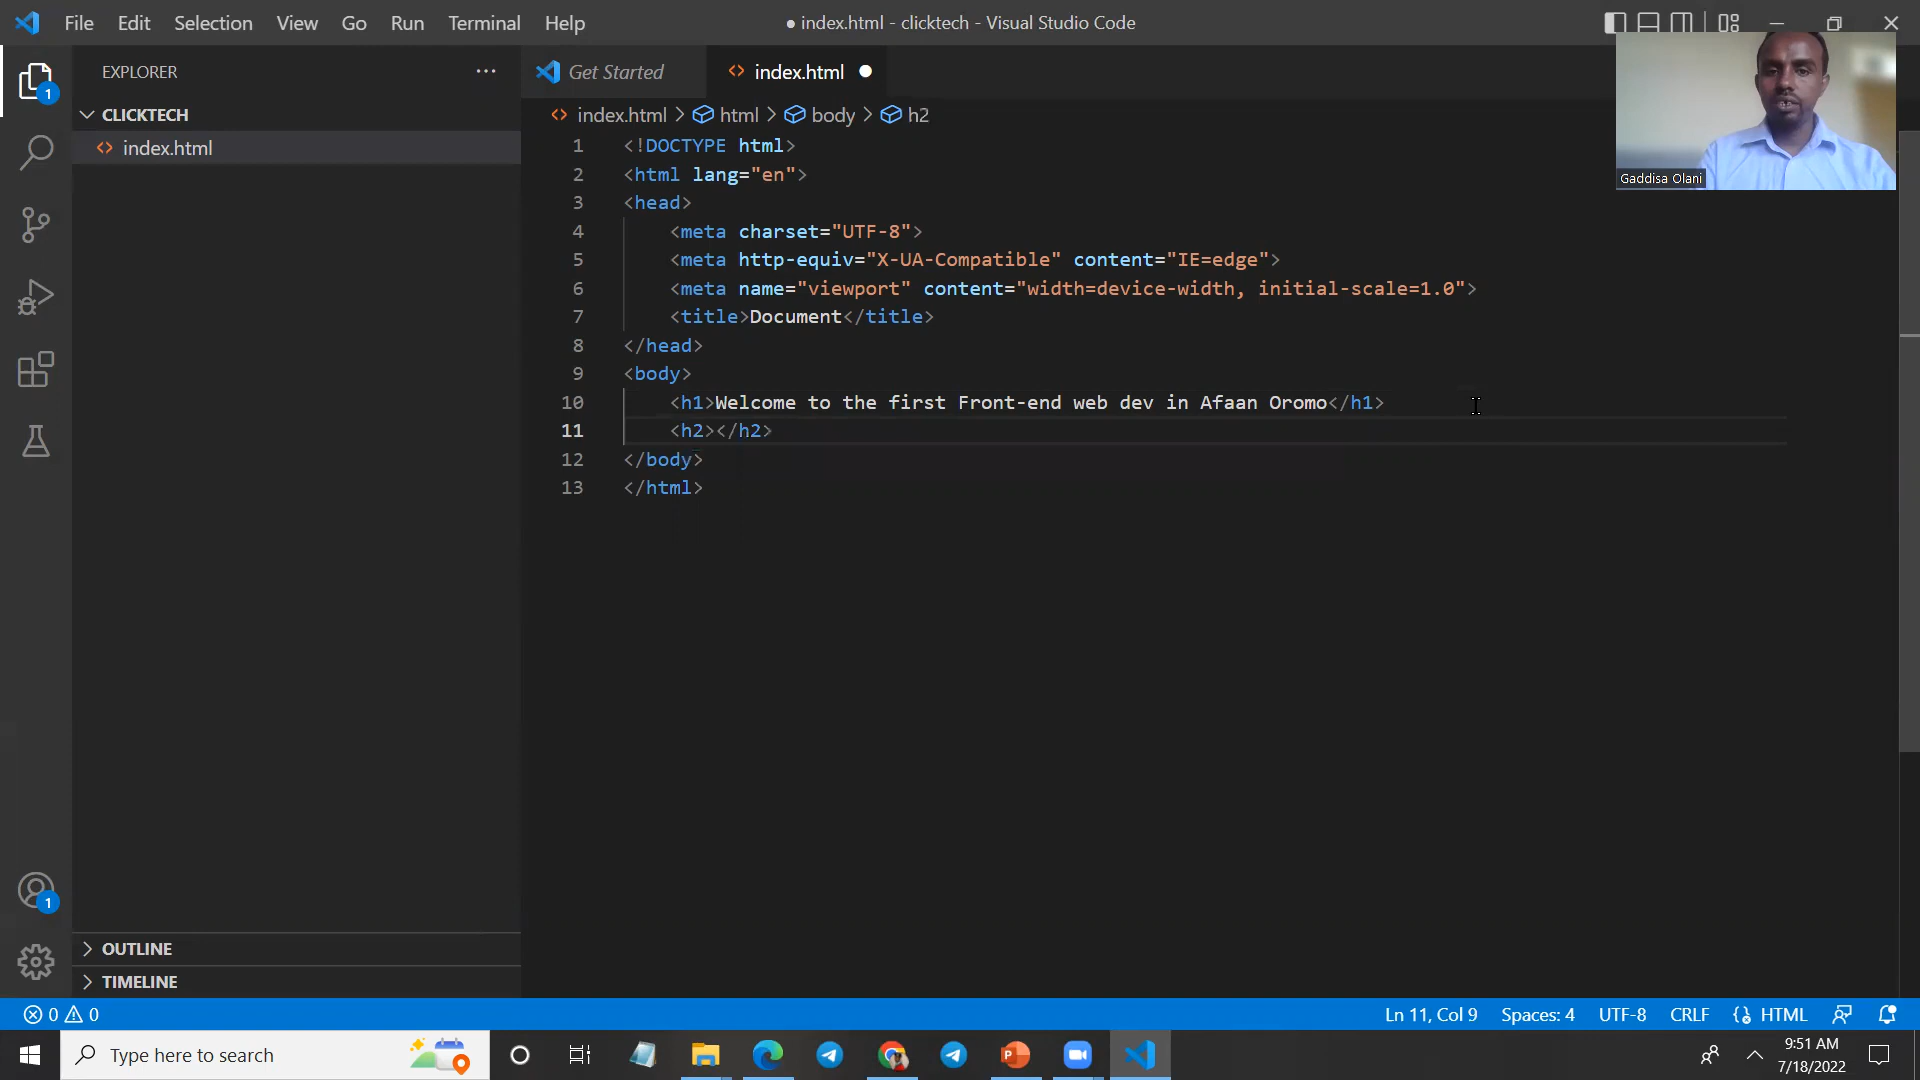 File Edit Selection View Go Run Terminal Help
● index.html - clicktech - Visual Studio Code
EXPLORER
Get Started
index.html
Gaddisa Olani
1
CLICKTECH
index.html
index.html > html > body > h2
1 <!DOCTYPE html>
2 <html lang="en">
3 <head>
4 <meta charset="UTF-8">
5 <meta http-equiv="X-UA-Compatible" content="IE=edge">
6 <meta name="viewport" content="width=device-width, initial-scale=1.0">
7 <title>Document</title>
8 </head>
9 <body>
10 <h1>Welcome to the first Front-end web dev in Afaan Oromo</h1>
11 <h2></h2>
12 </body>
13 </html>
1
OUTLINE
TIMELINE
0 0
Ln 11, Col 9 Spaces: 4 UTF-8 CRLF {} HTML
Type here to search
9:51 AM
7/18/2022